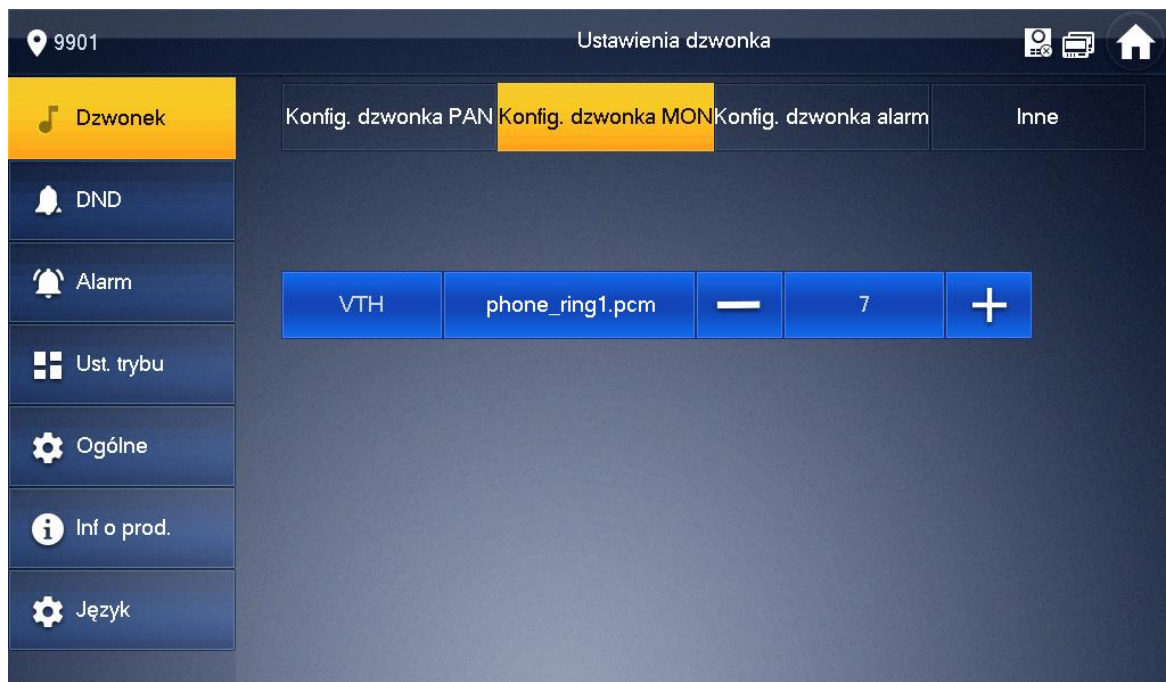 9901
Ustawienia dzwonka
Dzwonek
DND
Alarm
Ust. trybu
Ogólne
Inf o prod.
Język
Konfig. dzwonka PAN
Konfig. dzwonka MON
Konfig. dzwonka alarm
Inne
VTH
phone_ring1.pcm
7